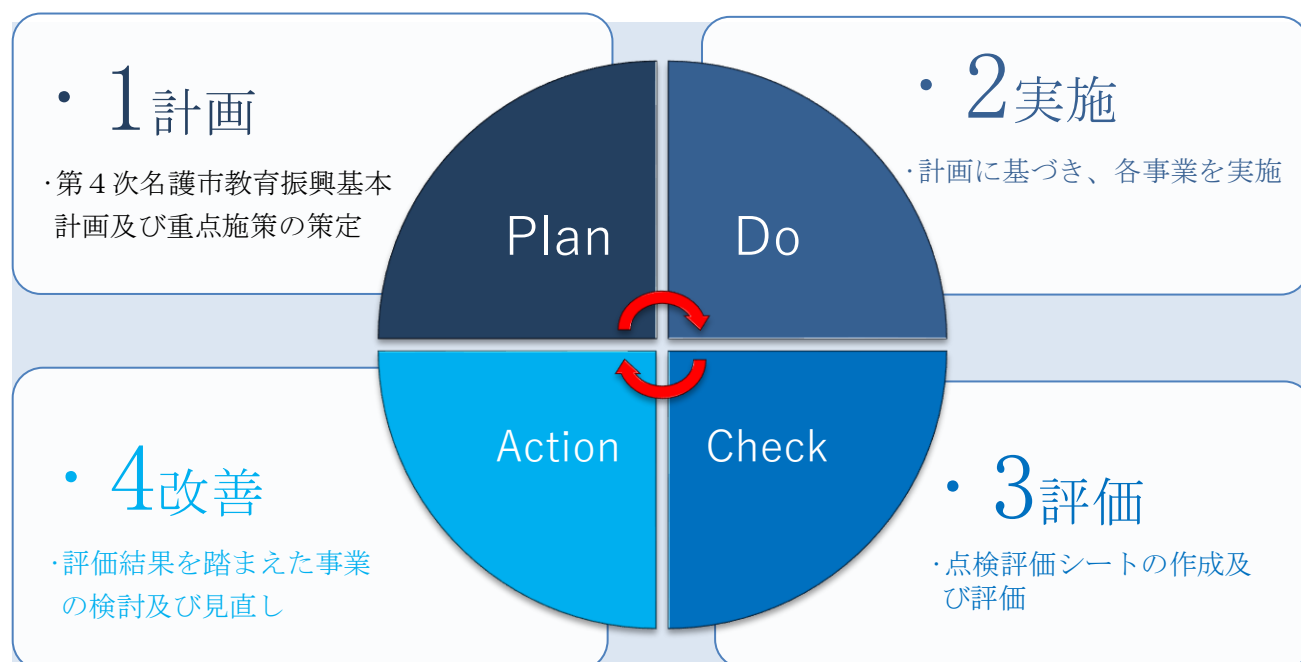 ・1計画
・第４次名護市教育振興基本
計画及び重点施策の策定
Plan
・2実施
・計画に基づき、各事業を実施
Do
・3評価
・点検評価シートの作成及
び評価
Check
・4改善
・評価結果を踏まえた事業
の検討及び見直し
Action